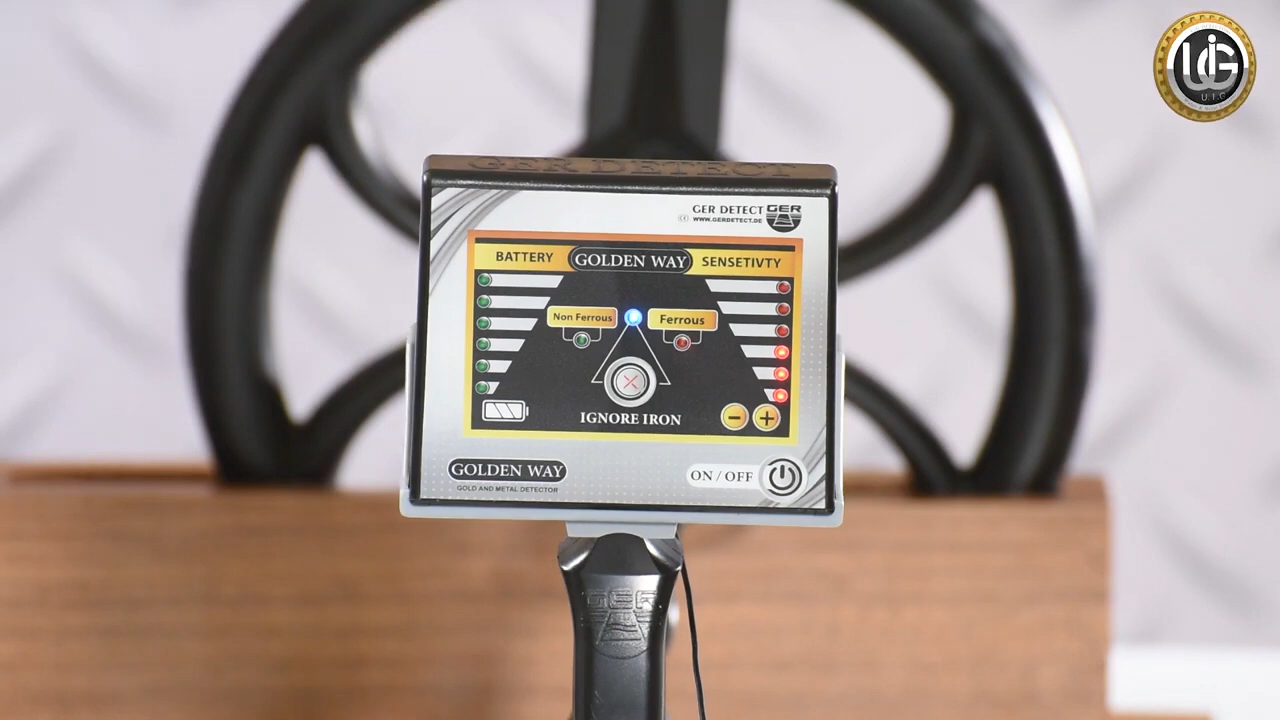 UIG
U.I.G
GER DETECT
GER DETECT GER
WWW.GERDETECT.DE
BATTERY GOLDEN WAY SENSETIVTY
Non Ferrous Ferrous
IGNORE IRON
GOLDEN WAY
GOLD AND METAL DETECTOR
ON / OFF
GER